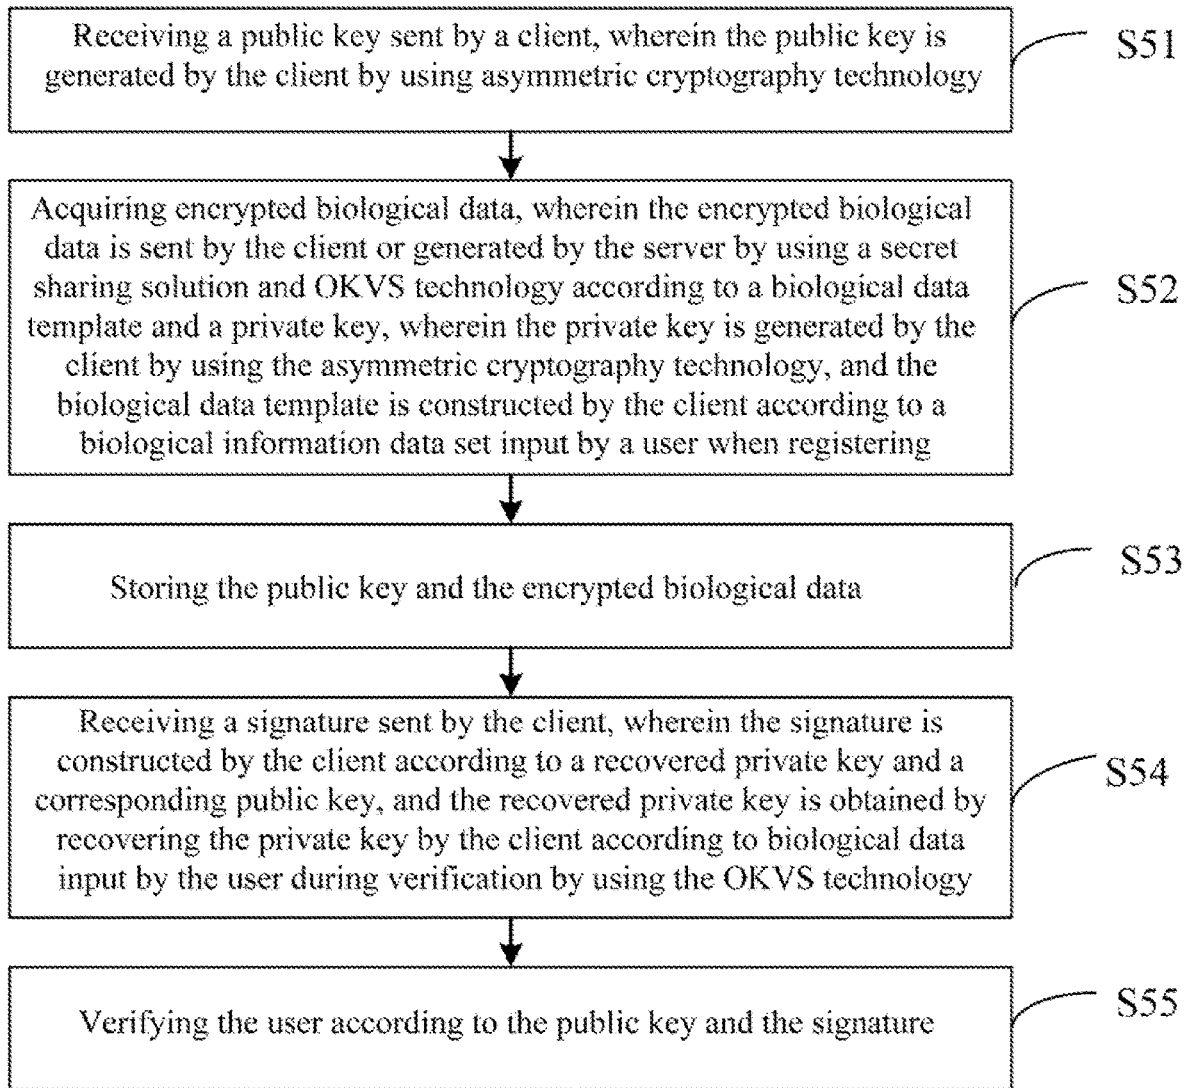 Receiving a public key sent by a client, wherein the public key is
generated by the client by using asymmetric cryptography technology
S51
Acquiring encrypted biological data, wherein the encrypted biological
data is sent by the client or generated by the server by using a secret
sharing solution and OKVS technology according to a biological data
template and a private key, wherein the private key is generated by the
client by using the asymmetric cryptography technology, and the
biological data template is constructed by the client according to a
biological information data set input by a user when registering
S52
Storing the public key and the encrypted biological data
S53
Receiving a signature sent by the client, wherein the signature is
constructed by the client according to a recovered private key and a
corresponding public key, and the recovered private key is obtained by
recovering the private key by the client according to biological data
input by the user during verification by using the OKVS technology
S54
Verifying the user according to the public key and the signature
S55